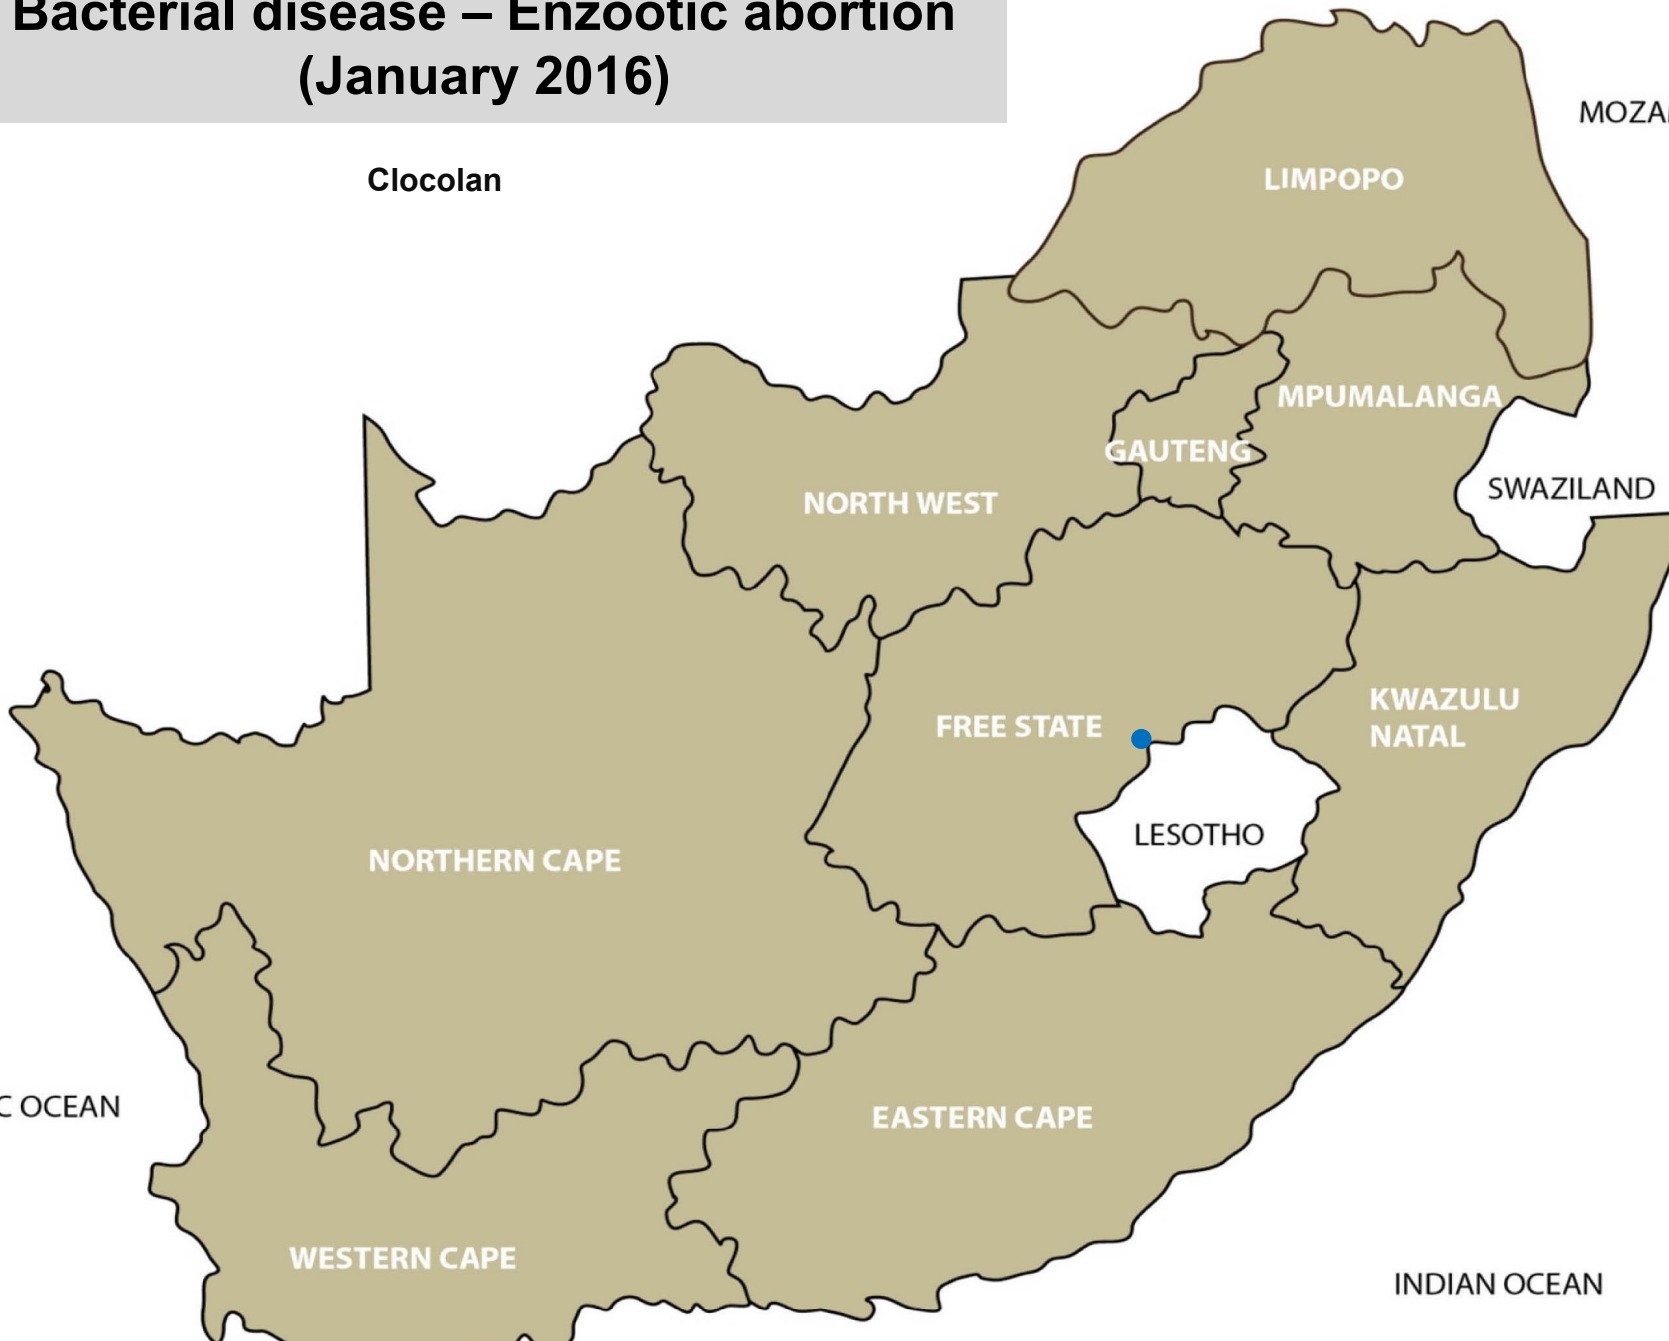 Bacterial disease – Enzootic abortion
(January 2016)
Clocolan
LIMPOPO
MPUMALANGA
GAUTENG
SWAZILAND
NORTH WEST
KWAZULU
NATAL
FREE STATE
LESOTHO
NORTHERN CAPE
OCEAN
EASTERN CAPE
WESTERN CAPE
INDIAN OCEAN